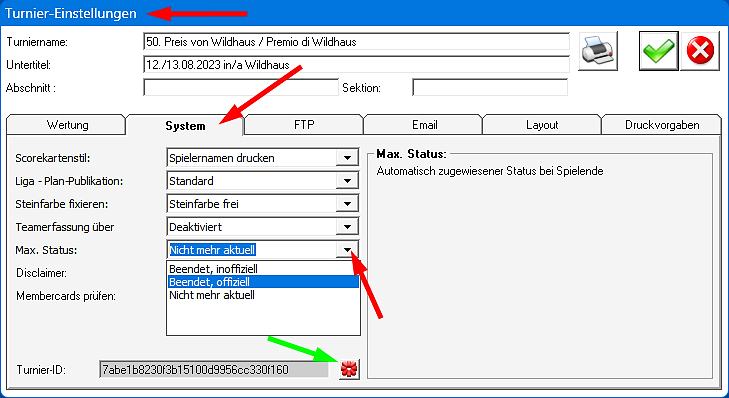 Turnier-Einstellungen
Turniername: 50. Preis von Wildhaus / Premio di Wildhaus
Untertitel: 12./13.08.2023 in/a Wildhaus
Abschnitt : Sektion:
Wertung System FTP Email Layout Druckvorgaben
Scorekartenstil: Spielernamen drucken
Liga - Plan-Publikation: Standard
Steinfarbe fixieren: Steinfarbe frei
Teamerfassung über Deaktiviert
Max. Status: Nicht mehr aktuell
Disclaimer: Beendet, inoffiziell
Beendet, offiziell
Membercards prüfen: Nicht mehr aktuell
Turnier-ID: 7abe1b8230f3b15100d9956cc330f160
Max. Status:
Automatisch zugewiesener Status bei Spielende